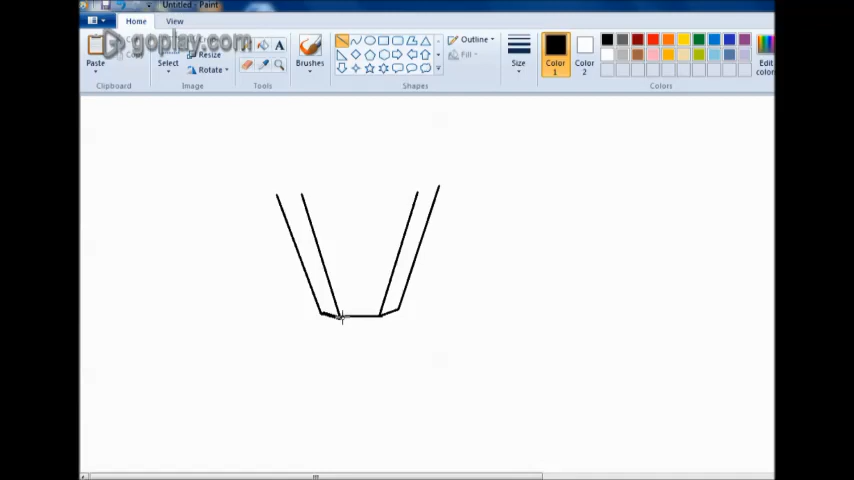 Untitled - Paint
Home
View
goplay.com
Paste
Select
Resize
Rotate
A
Brushes
Outline
Fill
Size
Color
1
Color
2
Edit
colors
Clipboard
Image
Tools
Shapes
Colors